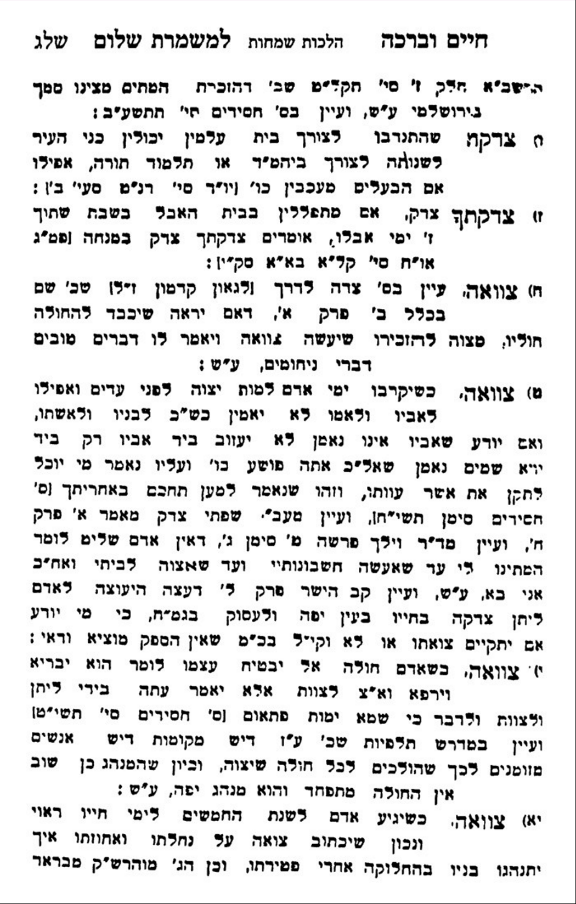 חיים וברכה הלכות שמחות למשמרת שלום שלג
הרשב"א חלק ז' סי' תקל"ט שב' דהזכרת המתים מצינו סמך
בירושלמי ע"ש, ועיין בס' חסידים סי' תתשע"ב:
ו) צדקה שהתנדבו לצורך בית עלמין יכולין בני העיר
לשנותה לצורך ביהמ"ד או תלמוד תורה, אפילו
אם הבעלים מעכבין כו' [יו"ד סי' רנ"ט סעי' ב']:
ז) צדקתך צדק, אם מתפללין בבית האבל בשבת שתוך
ז' ימי אבלו, אומרים צדקתך צדק במנחה [פמ"ג
או"ח סי' קל"א בא"א סק"י]:
ח) צוואה, עיין בס' צדה לדרך [לגאון קדמון ז"ל] שכ' שם
בכלל ב' פרק א', דאם יראה שיכבד להחולה
חוליו, מצוה להזכירו שיעשה צוואה ויאמר לו דברים טובים
דברי ניחומים, ע"ש:
ט) צוואה, כשיקרבו ימי אדם למות יצוה לפני עדים ואפילו
לאביו ולאמו לא יאמין כש"כ לבניו ולאשתו,
ואם יודע שאביו אינו נאמן לא יעזוב ביד אביו רק ביד
ירא שמים נאמן שאל"כ אתה פושע בו' ועליו נאמר מי יוכל
לתקן את אשר עוותו, וזהו שנאמר למען תחכם באחריתך [ס'
חסידים סימן תשי"ח], ועיין מעב"י שפתי צדק מאמר א' פרק
ח', ועיין מד"ר וילך פרשה ט' סימן ג', דאין אדם שליט לומר
המתינו לי עד שאעשה חשבונותיי ועד שאצוה לביתי ואח"כ
אני בא, ע"ש, ועיין קב הישר פרק ל' דעצה היעוצה לאדם
ליתן צדקה בחייו בעין יפה ולעסוק בגמ"ח, כי מי יודע
אם יתקיים צואתו או לא וקיי"ל בכ"מ שאין הספק מוציא ודאי:
י) צוואה, כשאדם חולה אל יבטיח עצמו לומר הוא יבריא
וירפא וא"צ לצוות אלא יאמר עתה בידי ליתן
ולצוות ולדבר כי שמא ימות פתאום [ס' חסידים סי' תשי"ט]
ועיין במדרש תלפיות שכ' ע"ז דיש מקומות דיש אנשים
מזומנים לכך שהולכים לכל חולה שיצוה, וכיון שהמנהג כן שוב
אין החולה מתפחד והוא מנהג יפה, ע"ש:
יא) צוואה, כשיגיע אדם לשנת החמשים לימי חייו ראוי
ונכון שיכתוב צואה על נחלתו ואחוזתו איך
יתנהגו בניו בהחלוקה אחרי פטירתו, וכן הג' מוהרש"ק מבראד